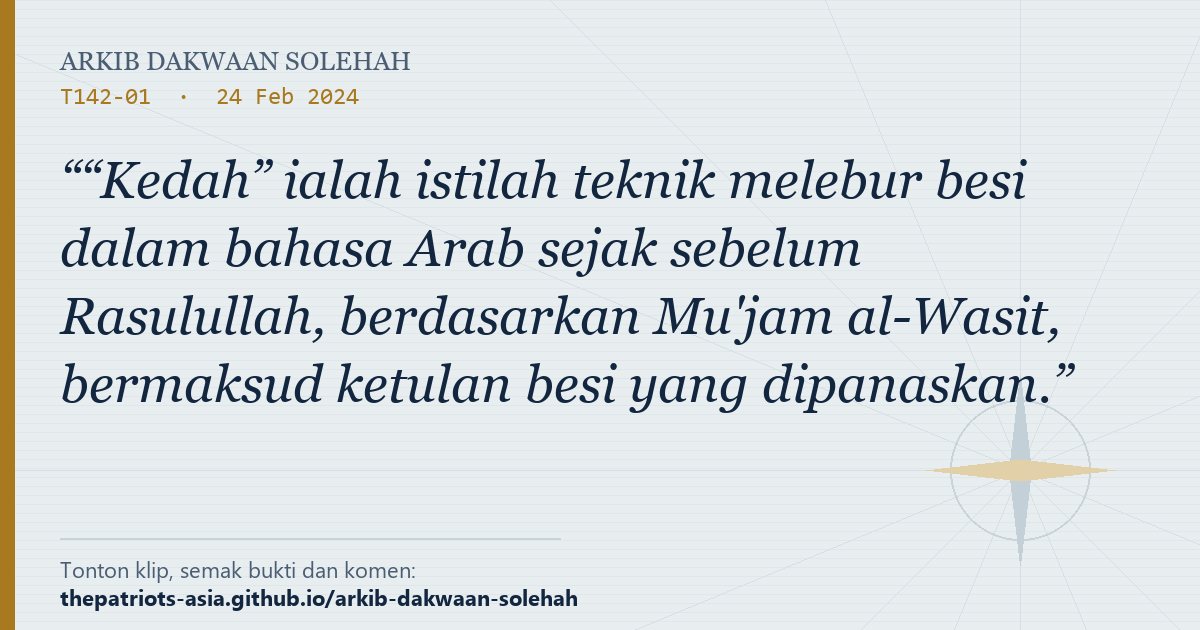 ARKIB DAKWAAN SOLEHAH
T142-01 · 24 Feb 2024
““Kedah” ialah istilah teknik melebur besi
dalam bahasa Arab sejak sebelum
Rasulullah, berdasarkan Mu'jam al-Wasit,
bermaksud ketulan besi yang dipanaskan.”
Tonton klip, semak bukti dan komen:
thepatriots-asia.github.io/arkib-dakwaan-solehah